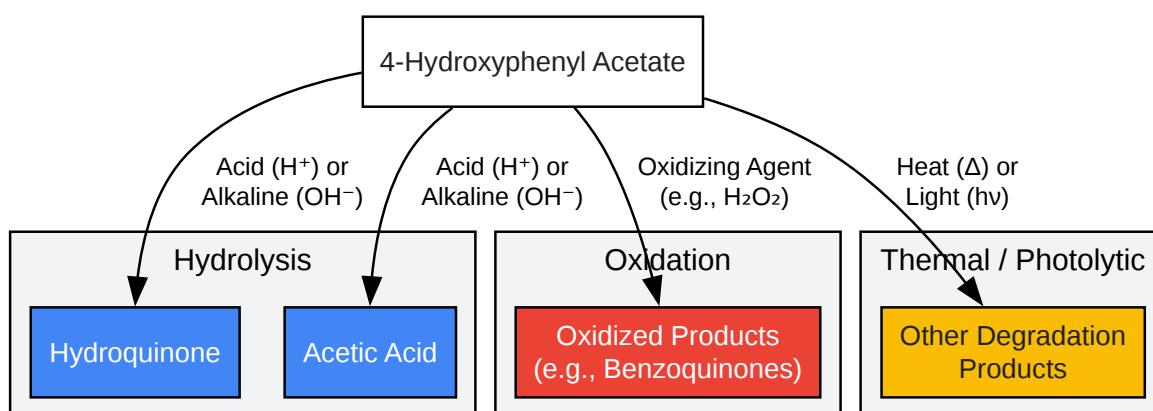 4-Hydroxyphenyl Acetate
Acid (H⁺) or
Alkaline (OH⁻)
Acid (H⁺) or
Alkaline (OH⁻)
Oxidizing Agent
(e.g., H₂O₂)
Heat (Δ) or
Light (hν)
Hydrolysis
Oxidation
Thermal / Photolytic
Hydroquinone
Acetic Acid
Oxidized Products
(e.g., Benzoquinones)
Other Degradation
Products